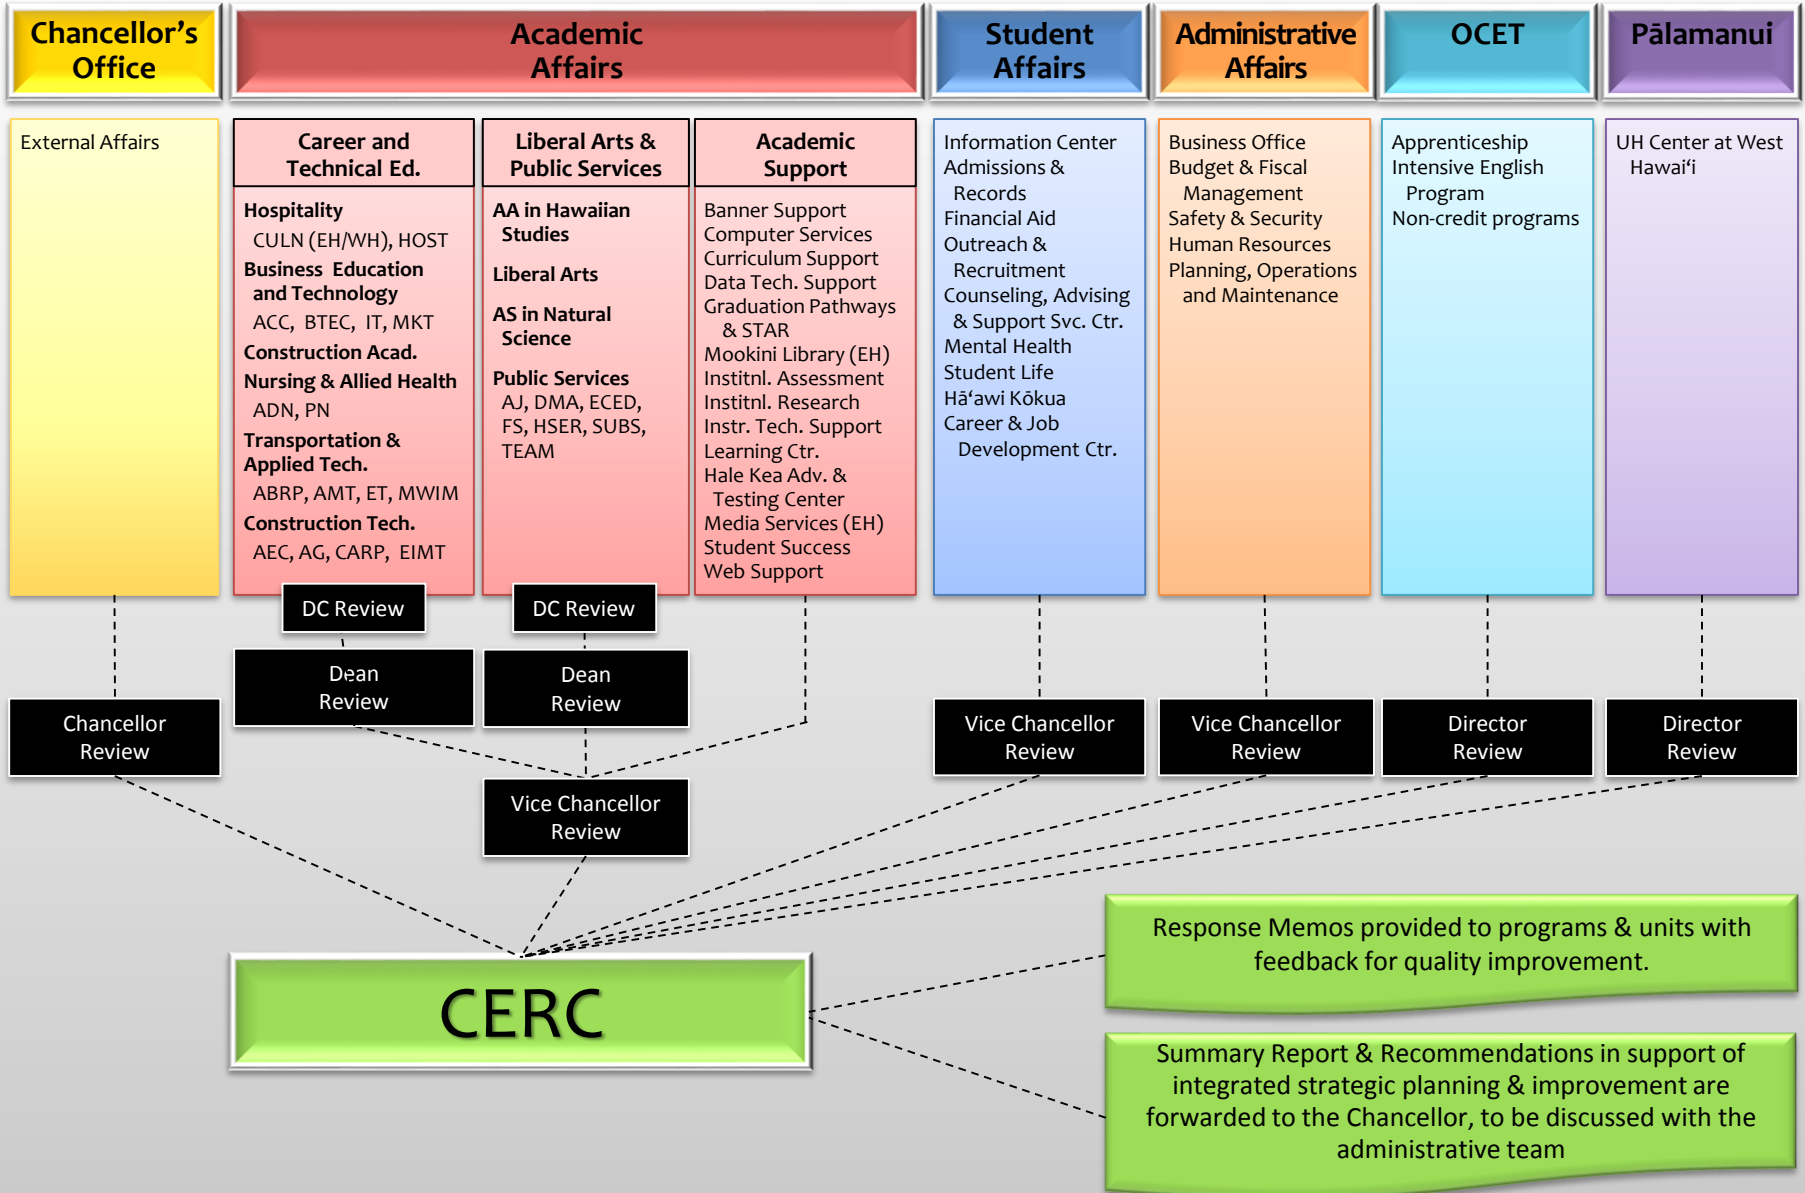 Chancellor's
Office
Academic
Affairs
Student
Affairs
Administrative
Affairs
OCET
Pālamanui
External Affairs
Career and
Technical Ed.
Hospitality
CULN (EH/WH), HOST
Business Education
and Technology
ACC, BTEC, IT, MKT
Construction Acad.
Nursing & Allied Health
ADN, PN
Transportation &
Applied Tech.
ABRP, AMT, ET, MWIM
Construction Tech.
AEC, AG, CARP, EIMT
Liberal Arts &
Public Services
AA in Hawaiian
Studies
Liberal Arts
AS in Natural
Science
Public Services
AJ, DMA, ECED,
FS, HSER, SUBS,
TEAM
Academic
Support
Banner Support
Computer Services
Curriculum Support
Data Tech. Support
Graduation Pathways
& STAR
Mookini Library (EH)
Institnl. Assessment
Institnl. Research
Instr. Tech. Support
Learning Ctr.
Hale Kea Adv. &
Testing Center
Media Services (EH)
Student Success
Web Support
Information Center
Admissions &
Records
Financial Aid
Outreach &
Recruitment
Counseling, Advising
& Support Svc. Ctr.
Mental Health
Student Life
Hāʻawi Kōkua
Career & Job
Development Ctr.
Business Office
Budget & Fiscal
Management
Safety & Security
Human Resources
Planning, Operations
and Maintenance
Apprenticeship
Intensive English
Program
Non-credit programs
UH Center at West
Hawaiʻi
DC Review
DC Review
Dean
Review
Dean
Review
Chancellor
Review
Vice Chancellor
Review
Vice Chancellor
Review
Director
Review
Director
Review
Vice Chancellor
Review
CERC
Response Memos provided to programs & units with
feedback for quality improvement.
Summary Report & Recommendations in support of
integrated strategic planning & improvement are
forwarded to the Chancellor, to be discussed with the
administrative team